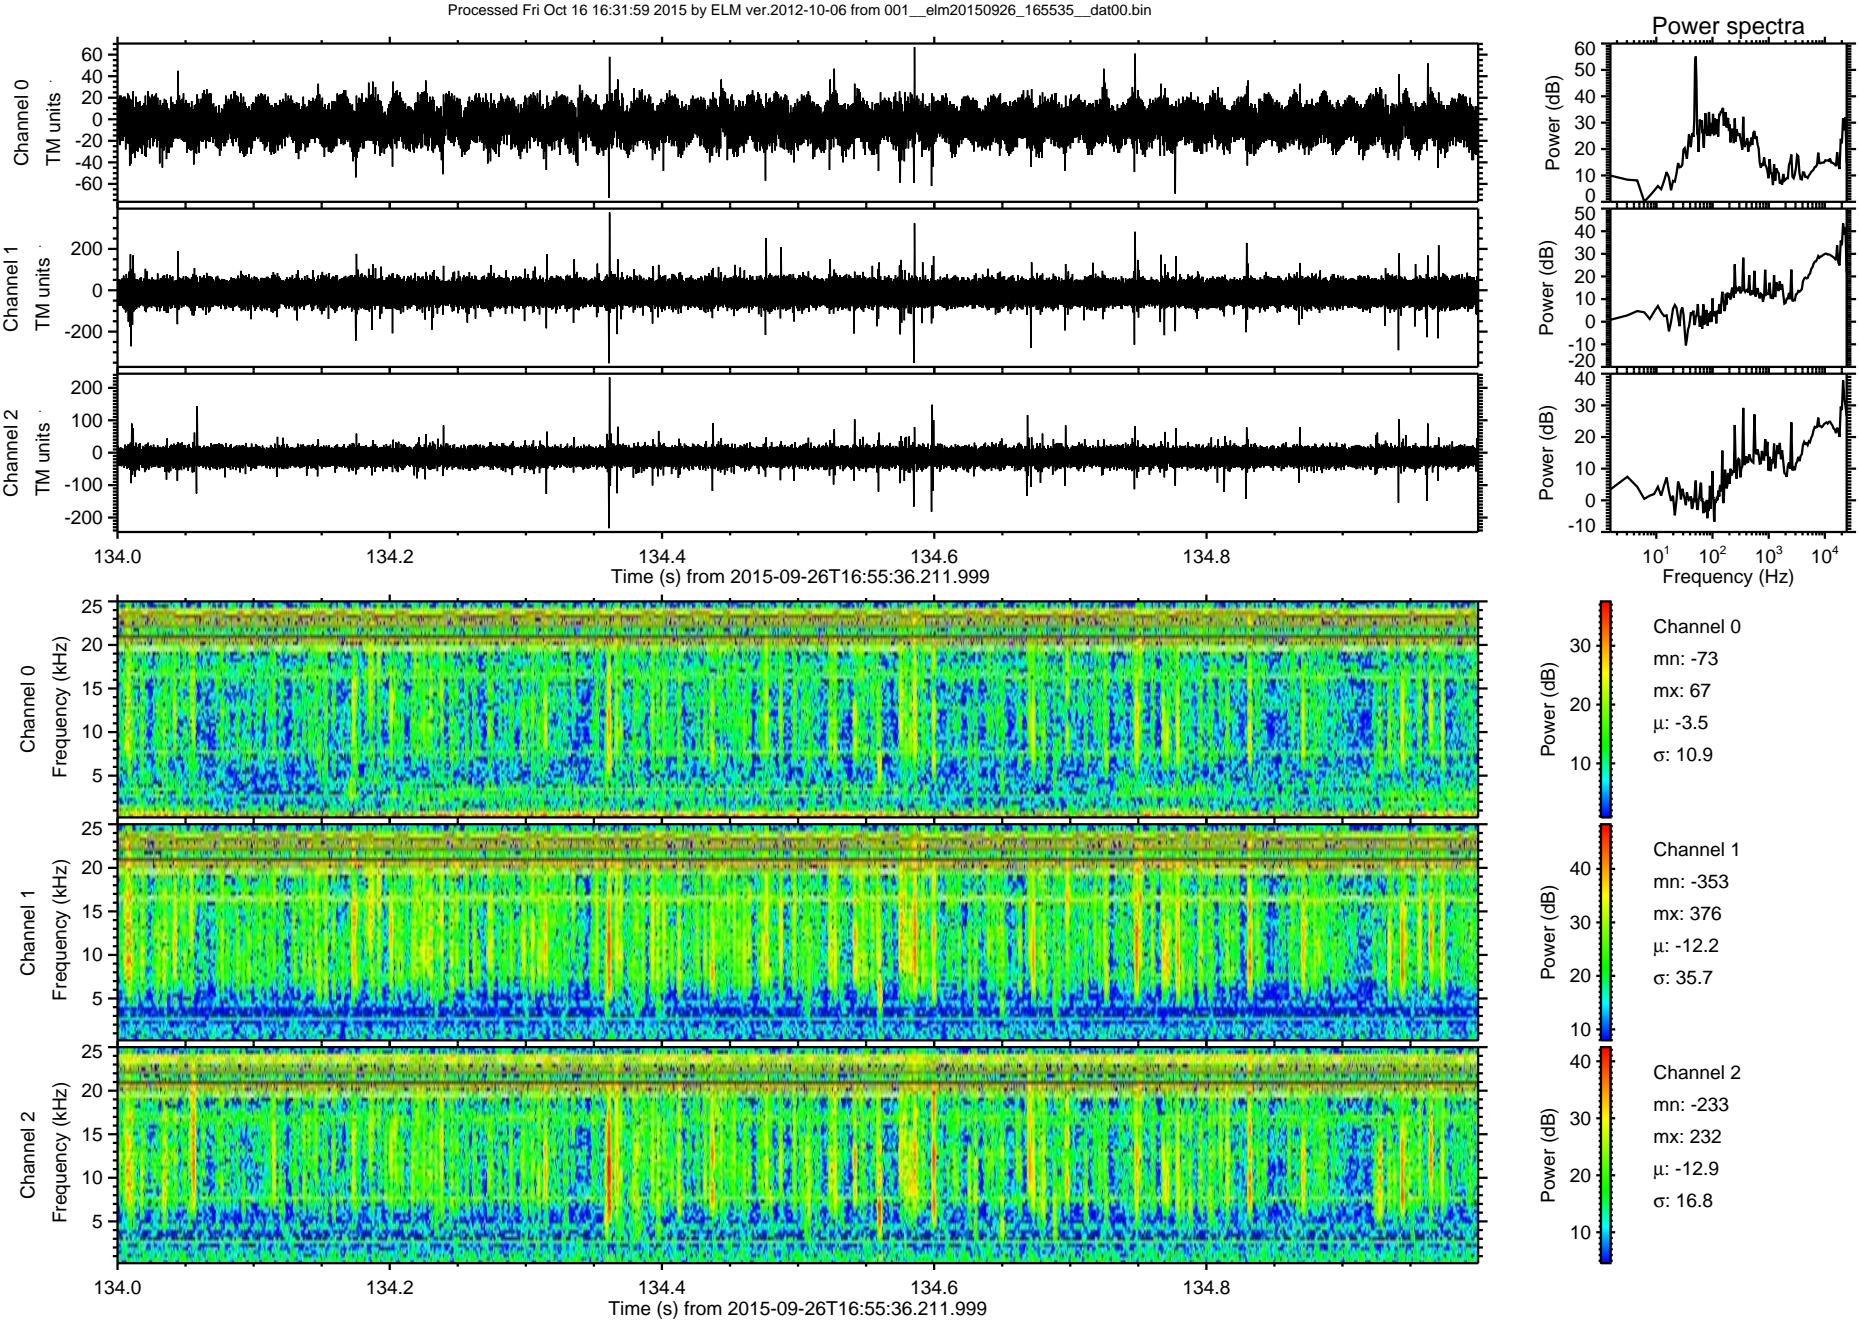 Processed Fri Oct 16 16:31:59 2015 by ELM ver.2012-10-06 from 001__elm20150926_165535__dat00.bin
Power spectra
Channel 0
TM units
60
40
20
0
-20
-40
-60
Power (dB)
60
50
40
30
20
10
0
Channel 1
TM units
200
0
-200
Power (dB)
50
40
30
20
10
0
-10
-20
Channel 2
TM units
200
100
0
-100
-200
Power (dB)
40
30
20
10
0
-10
134.0 134.2 134.4 134.6 134.8
Time (s) from 2015-09-26T16:55:36.211.999
10^1 10^2 10^3 10^4
Frequency (Hz)
Channel 0
Frequency (kHz)
25
20
15
10
5
Power (dB)
30
20
10
Channel 0
mn: -73
mx: 67
μ: -3.5
σ: 10.9
Channel 1
Frequency (kHz)
25
20
15
10
5
Power (dB)
40
30
20
10
Channel 1
mn: -353
mx: 376
μ: -12.2
σ: 35.7
Channel 2
Frequency (kHz)
25
20
15
10
5
Power (dB)
40
30
20
10
Channel 2
mn: -233
mx: 232
μ: -12.9
σ: 16.8
134.0 134.2 134.4 134.6 134.8
Time (s) from 2015-09-26T16:55:36.211.999